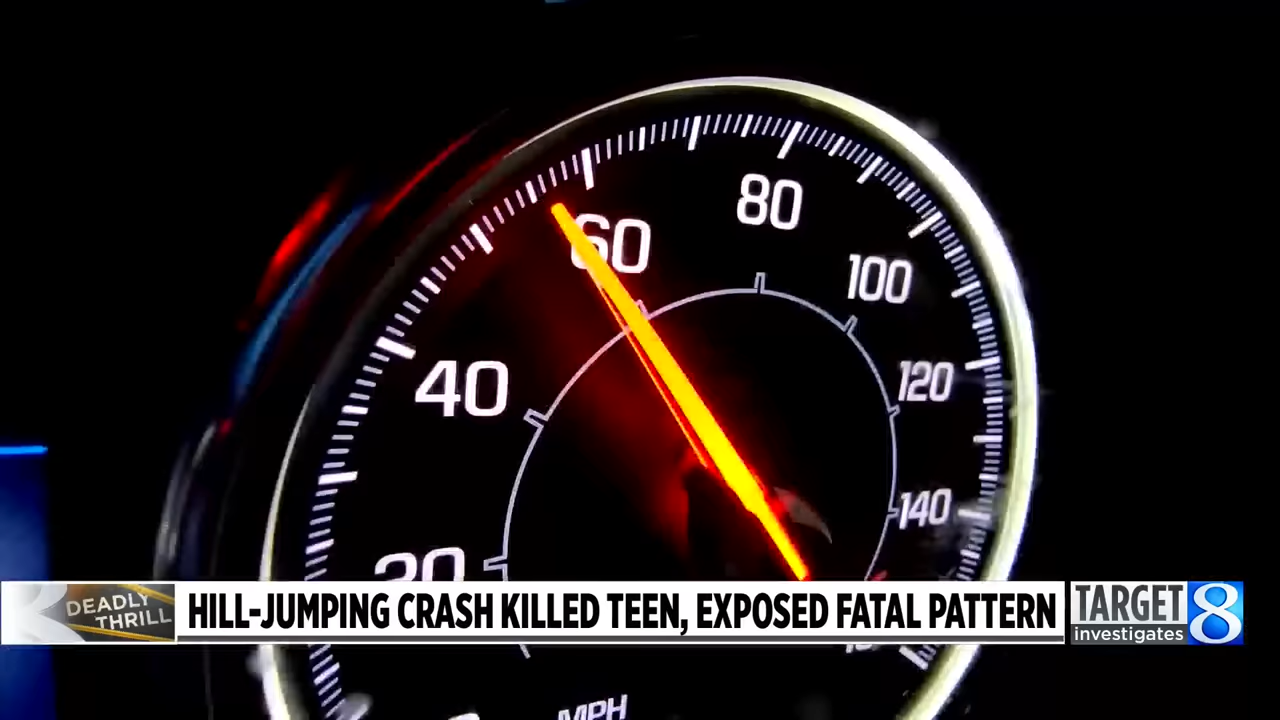 80
60
100
40
120
140
20
DEADLY
THRILL
HILL-JUMPING CRASH KILLED TEEN, EXPOSED FATAL PATTERN
TARGET 8
investigates
MPH